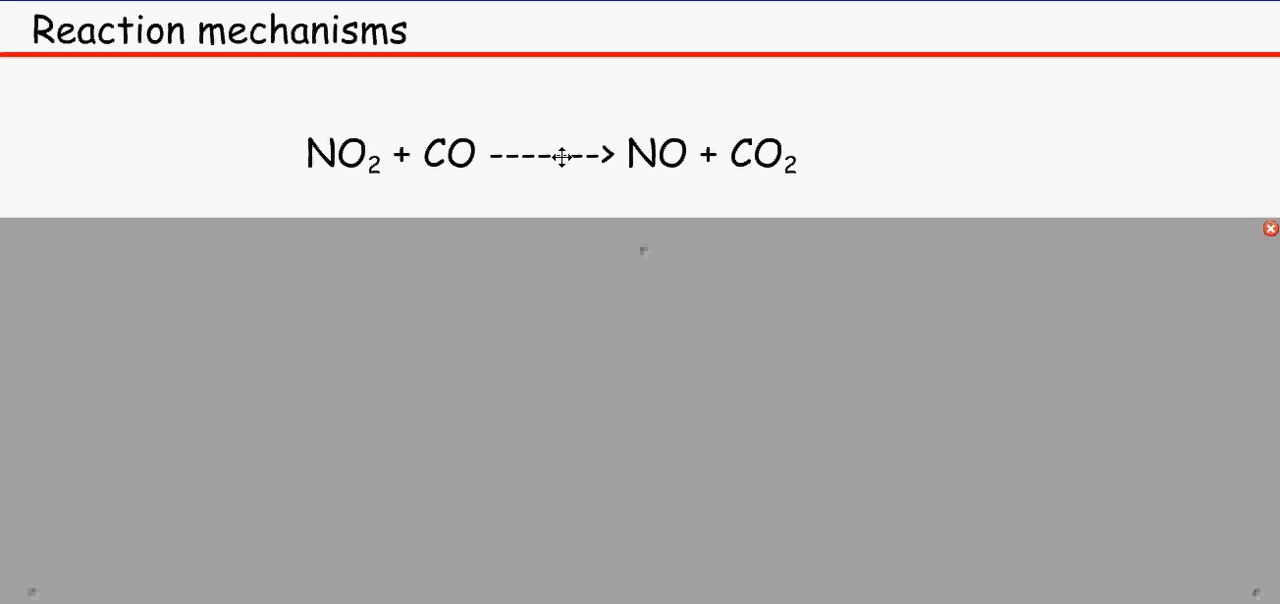 Reaction mechanisms
NO₂ + CO -------> NO + CO₂